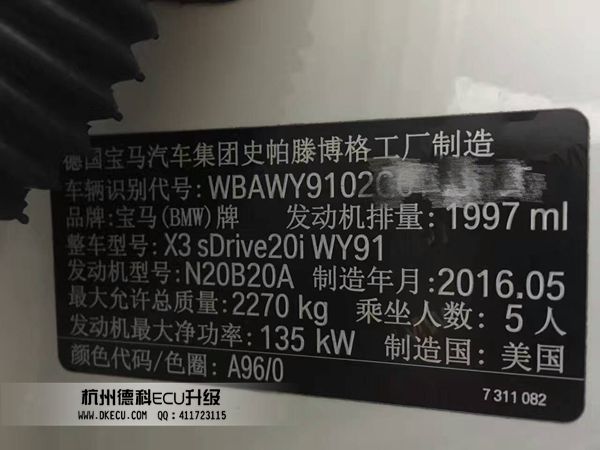 德国宝马汽车集团史帕滕博格工厂制造
车辆识别代号: WBAWY9102
品牌: 宝马(BMW)牌 发动机排量: 1997 ml
整车型号: X3 sDrive20i WY91
发动机型号: N20B20A 制造年月: 2016.05
最大允许总质量: 2270 kg 乘坐人数: 5 人
发动机最大净功率: 135 kW 制造国: 美国
颜色代码/色圈: A96/0
7 311 082
杭州德科ECU升级
WWW.DKECU.COM QQ:411723115